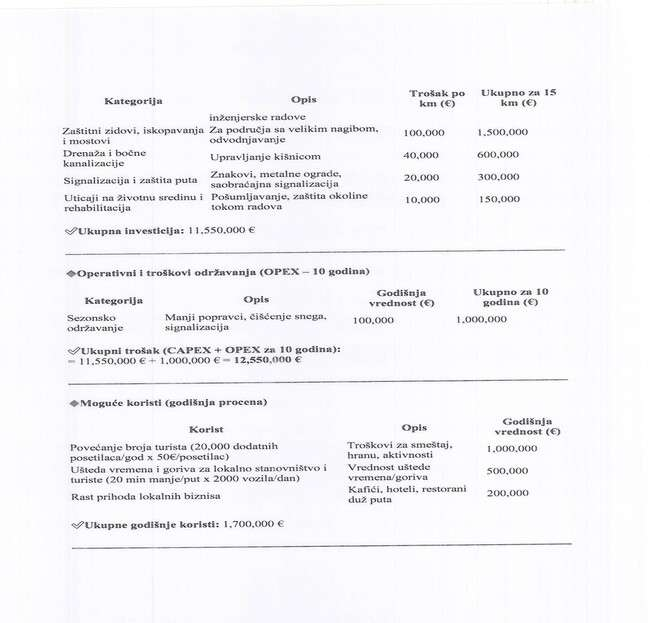 Kategorija Opis Trošak po km (€) Ukupno za 15 km (€)
inženjerske radove
Zaštitni zidovi, iskopavanja i mostovi Za područja sa velikim nagibom, odvodnjavanje 100,000 1,500,000
Drenaža i bočne kanalizacije Upravljanje kišnicom 40,000 600,000
Signalizacija i zaštita puta Znakovi, metalne ograde, saobraćajna signalizacija 20,000 300,000
Uticaji na životnu sredinu i rehabilitacija Pošumljavanje, zaštita okoline tokom radova 10,000 150,000
Ukupna investicija: 11,550,000 €
Operativni i troškovi održavanja (OPEX – 10 godina)
Kategorija Opis Godišnja vrednost (€) Ukupno za 10 godina (€)
Sezonsko održavanje Manji popravci, čišćenje snega, signalizacija 100,000 1,000,000
Ukupni trošak (CAPEX + OPEX za 10 godina):
= 11,550,000 € + 1,000,000 € = 12,550,000 €
Moguće koristi (godišnja procena)
Korist Opis Godišnja vrednost (€)
Povećanje broja turista (20,000 dodatnih posetilaca/god x 50€/posetilac) Troškovi za smeštaj, hranu, aktivnosti 1,000,000
Ušteda vremena i goriva za lokalno stanovništvo i turiste (20 min manje/put x 2000 vozila/dan) Vrednost uštede vremena/goriva 500,000
Rast prihoda lokalnih biznisa Kafići, hoteli, restorani duž puta 200,000
Ukupne godišnje koristi: 1,700,000 €